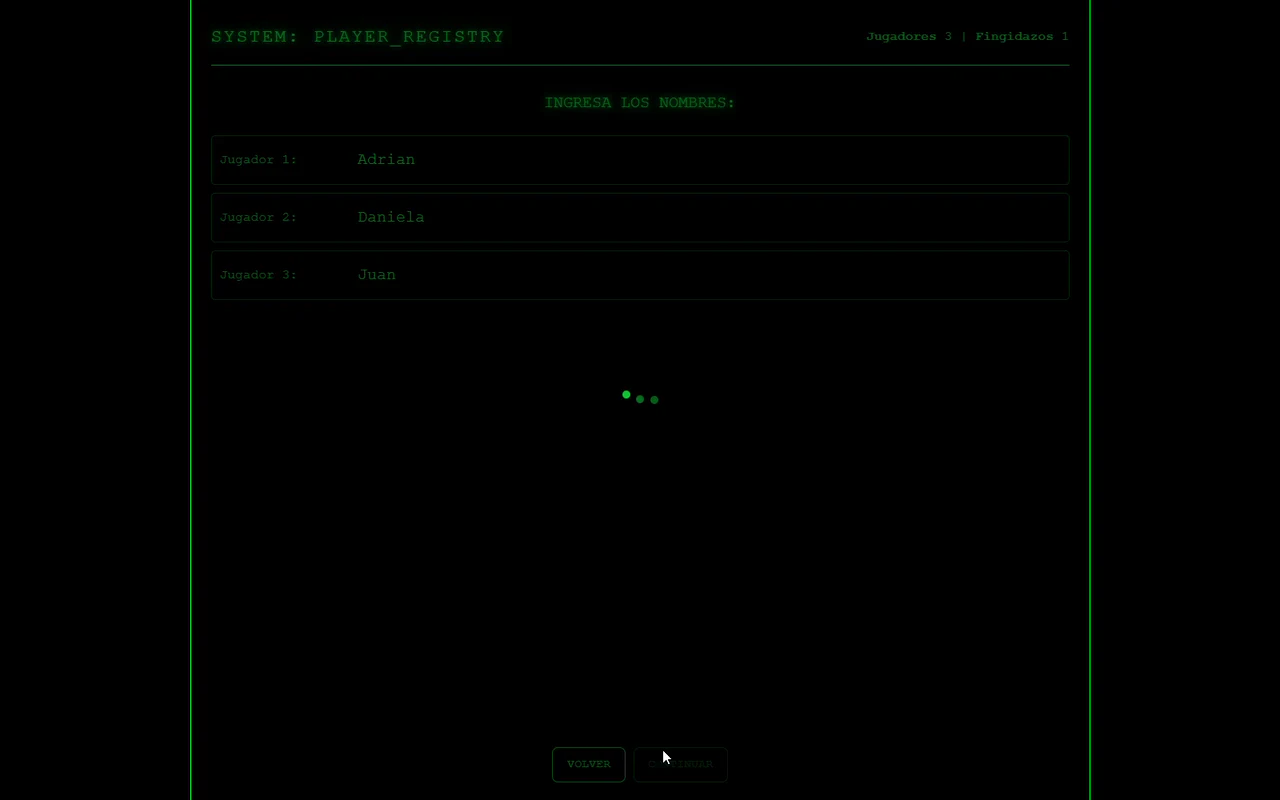 SYSTEM: PLAYER_REGISTRY
Jugadores 3 | Fingidazos 1
INGRESA LOS NOMBRES:
Jugador 1: Adrian
Jugador 2: Daniela
Jugador 3: Juan
VOLVER CONTINUAR